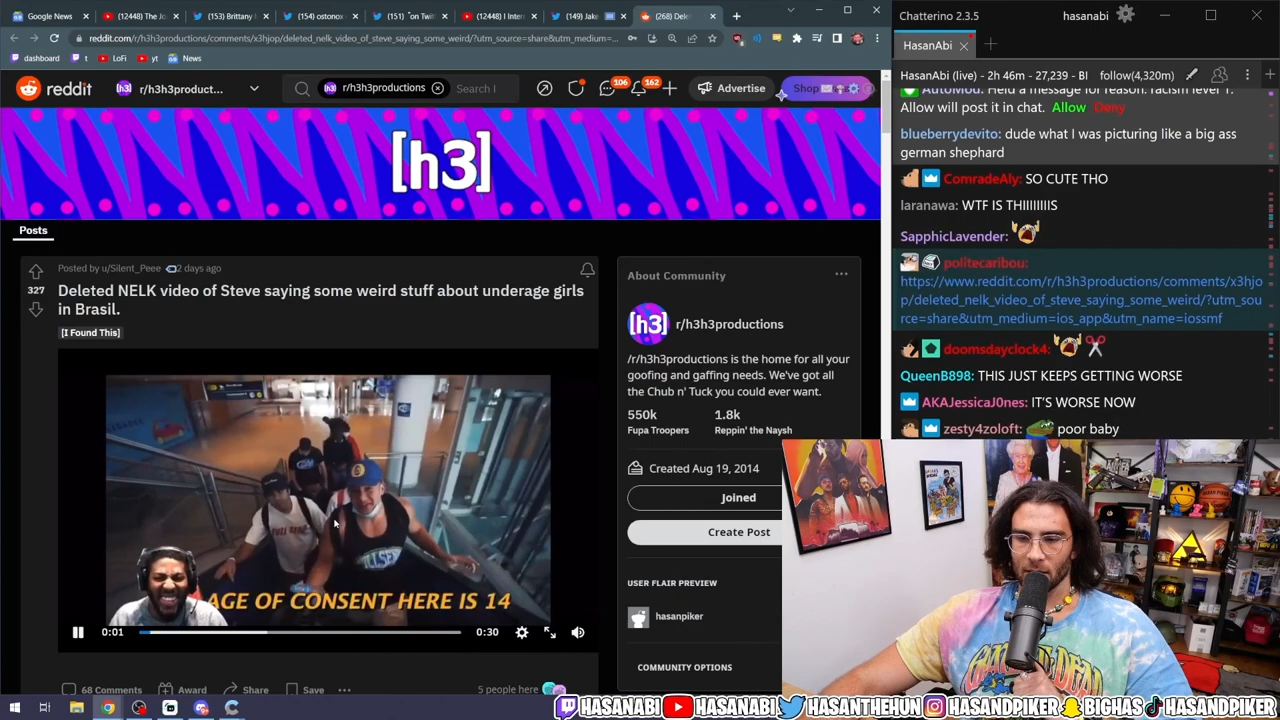 Google News
(12448) The Jo
(153) Brittany
(154) ostonox
(151) "on Twit
(12448) I Inter
(149) Jake
(268) Dele
reddit.com/r/h3h3productions/comments/x3hjop/deleted_nelk_video_of_steve_saying_some_weird/?utm_source=share&utm_medium=...
dashboard
t
LoFi
yt
News
reddit
r/h3h3product...
r/h3h3productions
Search
106
162
Advertise
Shop
[h3]
Posts
Posted by u/Silent_Peee
2 days ago
327
Deleted NELK video of Steve saying some weird stuff about underage girls
in Brasil.
[I Found This]
AGE OF CONSENT HERE IS 14
0:01
0:30
68 Comments
Award
Share
Save
5 people here
About Community
[h3]
r/h3h3productions
/r/h3h3productions is the home for all your
goofing and gaffing needs. We've got all
the Chub n' Tuck you could ever want.
550k
1.8k
Fupa Troopers
Reppin' the Naysh
Created Aug 19, 2014
Joined
Create Post
USER FLAIR PREVIEW
hasanpiker
COMMUNITY OPTIONS
Chatterino 2.3.5
hasanabi
HasanAbi
HasanAbi (live) - 2h 46m - 27,239 - BI
follow(4,320m)
AutoMod: Held a message for reason: racism level 1.
Allow will post it in chat. Allow Deny
blueberrydevito: dude what I was picturing like a big ass
german shephard
ComradeAly: SO CUTE THO
laranawa: WTF IS THIIIIIIIIS
SapphicLavender:
politecaribou:
https://www.reddit.com/r/h3h3productions/comments/x3hjo
p/deleted_nelk_video_of_steve_saying_some_weird/?utm_sou
rce=share&utm_medium=ios_app&utm_name=iossmf
doomsdayclock4:
QueenB898: THIS JUST KEEPS GETTING WORSE
AKAJessicaJ0nes: IT'S WORSE NOW
zesty4zoloft: poor baby
HASANABI
HASANABI
HASANTHEHUN
HASANDPIKER
BIGHAS
HASANDPIKER